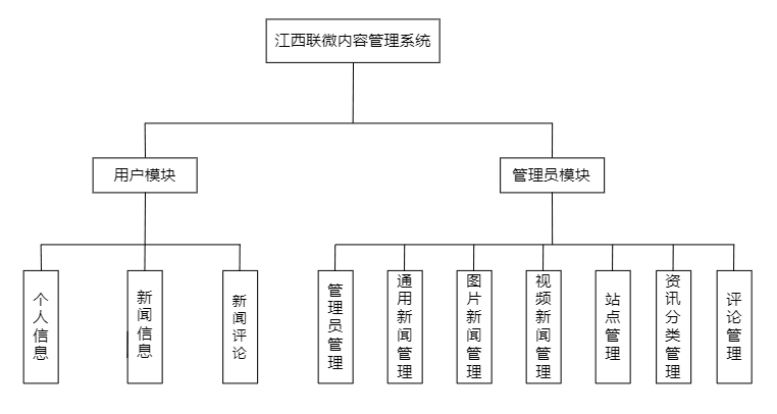 江西联微内容管理系统
用户模块
管理员模块
个人信息
新闻信息
新闻评论
管理员管理
通用新闻管理
图片新闻管理
视频新闻管理
站点管理
资讯分类管理
评论管理